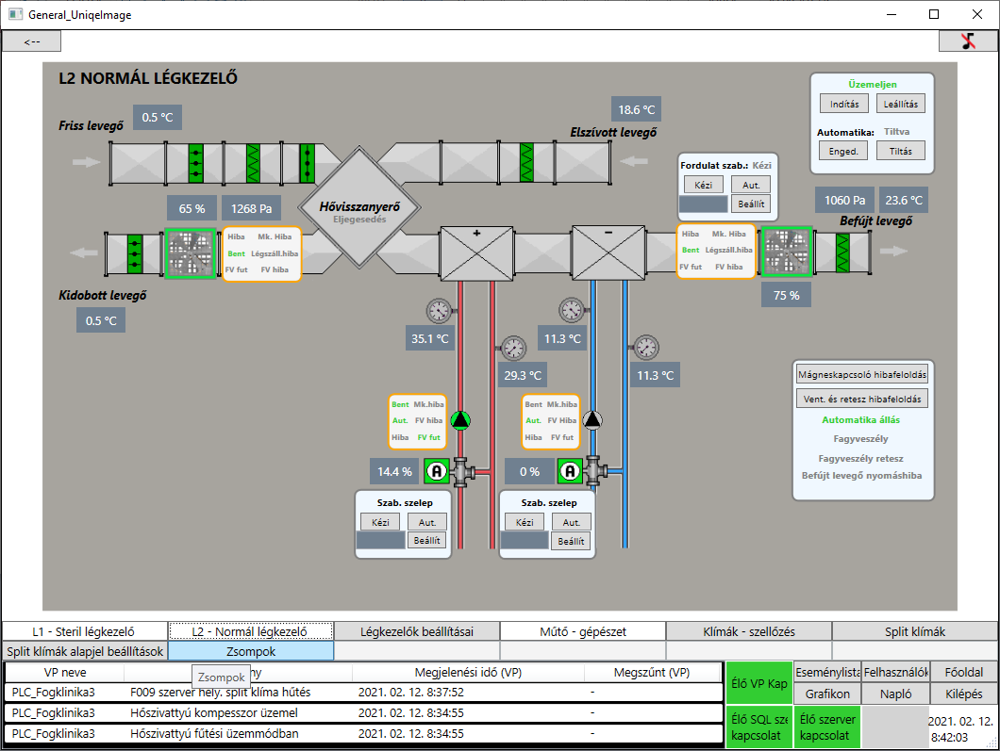 General_UniqeImage
<--
L2 NORMÁL LÉGKEZELŐ
Üzemeljen
Indítás Leállítás
Automatika: Tiltva
Enged. Tiltás
Friss levegő 0.5 °C
18.6 °C
Elszívott levegő
Fordulat szab.: Kézi
Kézi Aut.
Beállít
65 % 1268 Pa
Hővisszanyerő
Eljegesedés
1060 Pa 23.6 °C
Befújt levegő
+
−
Hiba Mk. Hiba
Bent Légszáll.hiba
FV fut FV hiba
Hiba Mk. Hiba
Bent Légszáll.hiba
FV fut FV hiba
Kidobott levegő
0.5 °C
75 %
35.1 °C
11.3 °C
29.3 °C
11.3 °C
Mágneskapcsoló hibafeloldás
Vent. és retesz hibafeloldás
Automatika állás
Fagyveszély
Fagyveszély retesz
Befújt levegő nyomáshiba
Bent Mk.hiba
Aut. FV hiba
Hiba FV fut
Bent Mk.hiba
Aut. FV Hiba
Hiba FV fut
14.4 % A
0 % A
Szab. szelep
Kézi Aut.
Beállít
Szab. szelep
Kézi Aut.
Beállít
L1 - Steril légkezelő L2 - Normál légkezelő Légkezelők beállításai Műtő - gépészet Klímák - szellőzés Split klímák
Split klímák alapjel beállítások Zsompok
VP neve ny Megjelenési idő (VP) Megszűnt (VP)
Zsompok
PLC_Fogklinika3 F009 szerver hely. split klíma hűtés 2021. 02. 12. 8:37:52 -
PLC_Fogklinika3 Hőszivattyú kompesszor üzemel 2021. 02. 12. 8:34:55 -
PLC_Fogklinika3 Hőszivattyú fűtési üzemmódban 2021. 02. 12. 8:34:55 -
Élő VP Kap
Eseménylista Felhasználók Főoldal
Grafikon Napló Kilépés
Élő SQL sze
kapcsolat
Élő szerver
kapcsolat
2021. 02. 12.
8:42:03